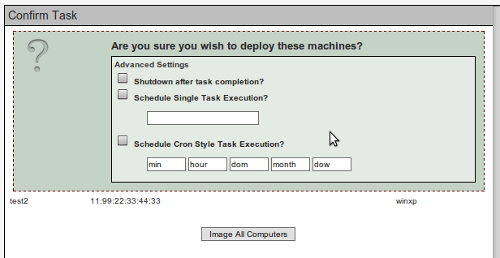 Confirm Task
?
Are you sure you wish to deploy these machines?
Advanced Settings
Shutdown after task completion?
Schedule Single Task Execution?
Schedule Cron Style Task Execution?
min hour dom month dow
test2 11:99:22:33:44:33 winxp
Image All Computers